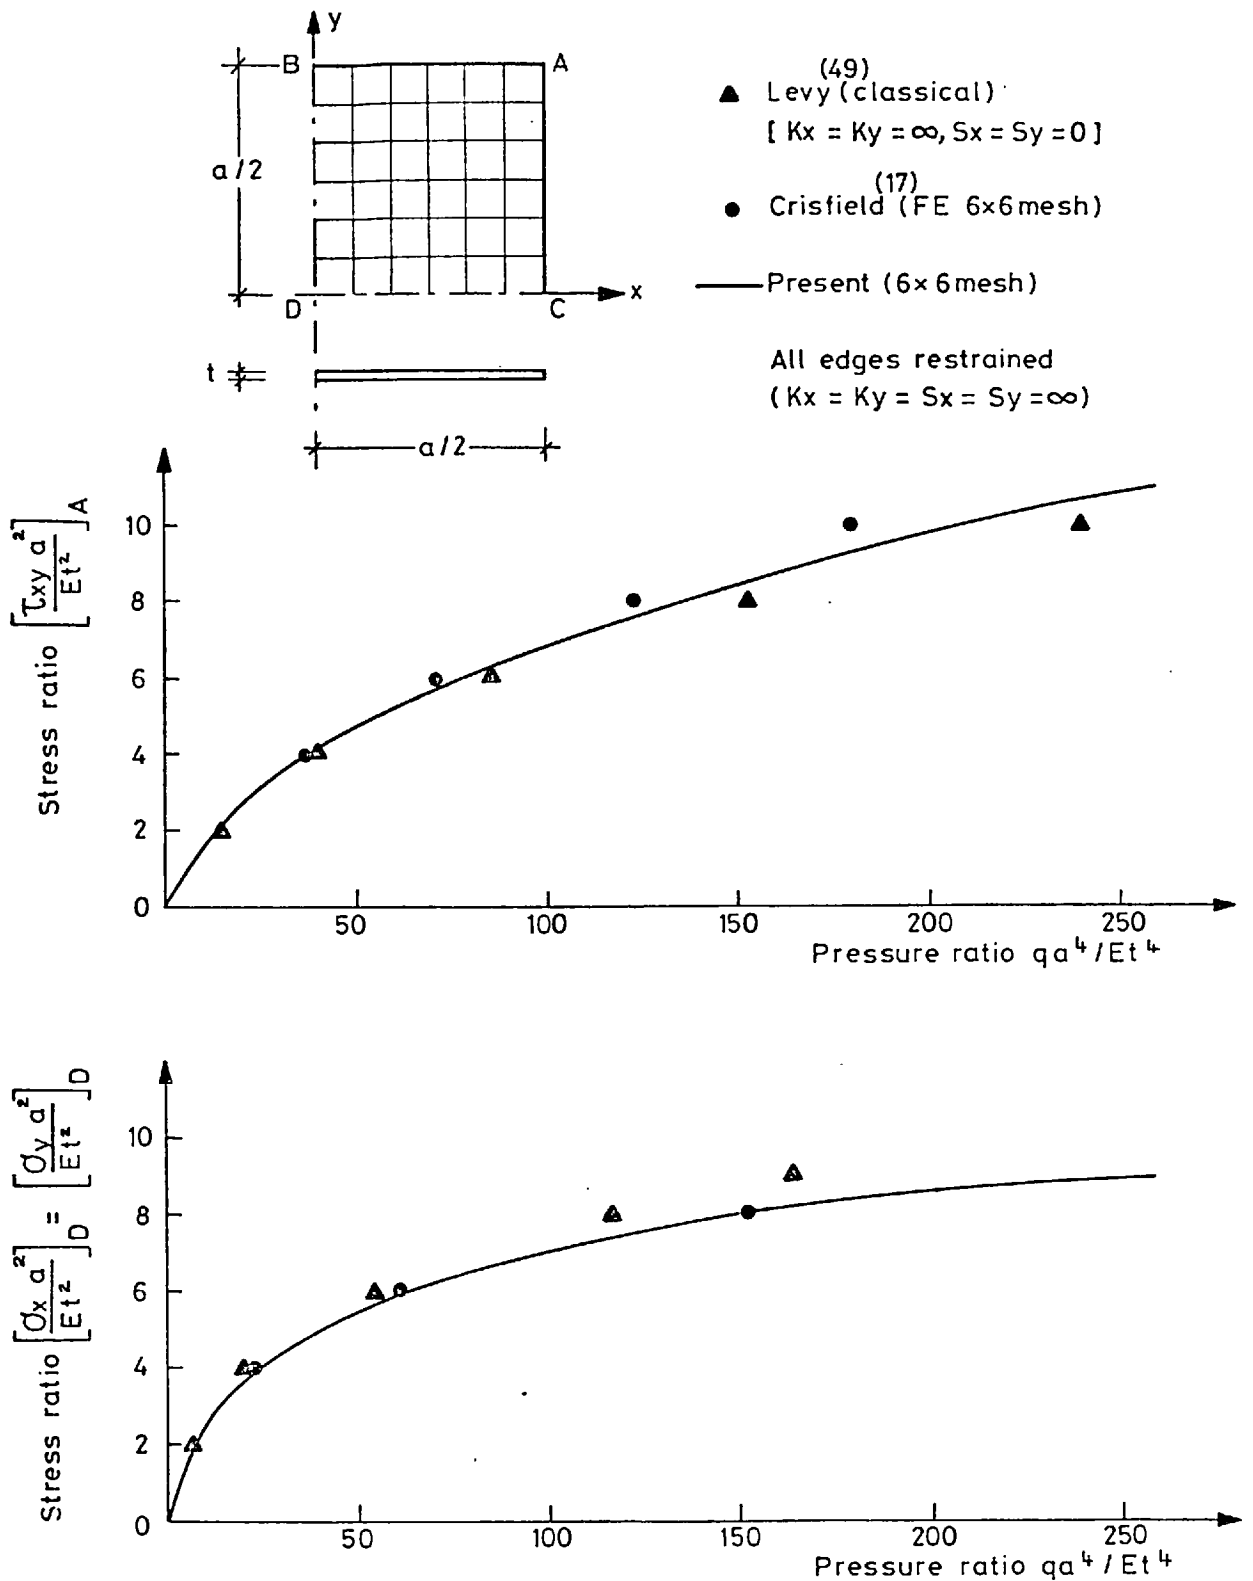 y
B
A
a/2
D
C
x
t
a/2
(49)
Levy (classical)
[ Kx = Ky = ∞, Sx = Sy = 0 ]
(17)
Crisfield (FE 6×6 mesh)
Present (6×6 mesh)
All edges restrained
( Kx = Ky = Sx = Sy = ∞ )
Stress ratio [τxy a² / Et²]A
10
8
6
4
2
0
50
100
150
200
250
Pressure ratio qa⁴/Et⁴
Stress ratio [σx a² / Et²]D = [σy a² / Et²]D
10
8
6
4
2
0
50
100
150
200
250
Pressure ratio qa⁴/Et⁴